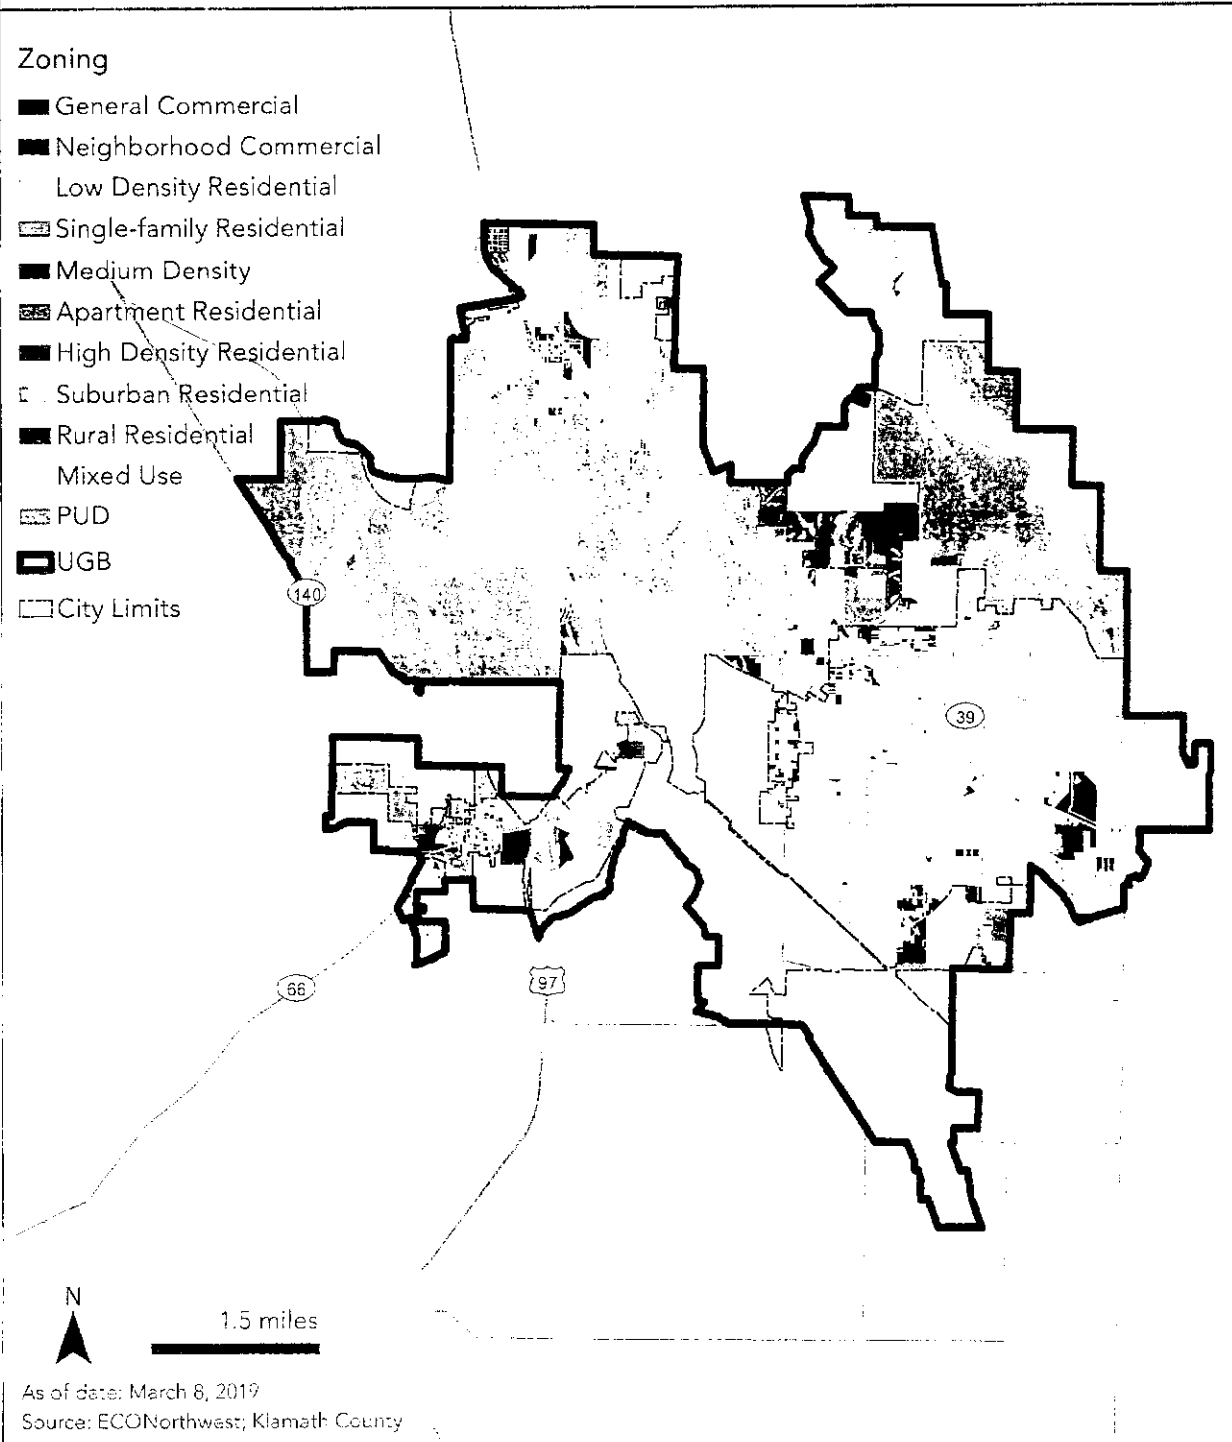 Zoning
General Commercial
Neighborhood Commercial
Low Density Residential
Single-family Residential
Medium Density
Apartment Residential
High Density Residential
Suburban Residential
Rural Residential
Mixed Use
PUD
UGB
City Limits
140
39
66
97
N
1.5 miles
As of date: March 8, 2019
Source: ECONorthwest; Klamath County